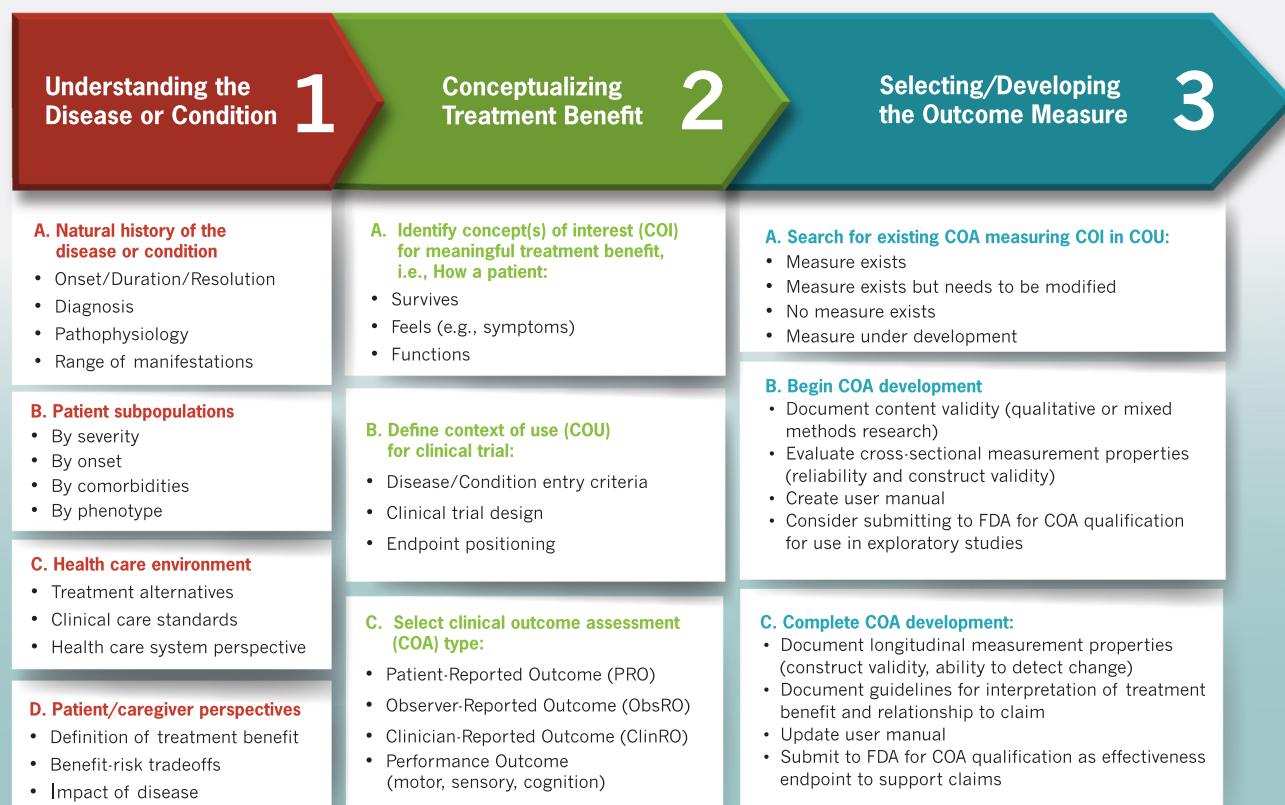 Understanding the
Disease or Condition
1
A. Natural history of the
disease or condition
• Onset/Duration/Resolution
• Diagnosis
• Pathophysiology
• Range of manifestations
B. Patient subpopulations
• By severity
• By onset
• By comorbidities
• By phenotype
C. Health care environment
• Treatment alternatives
• Clinical care standards
• Health care system perspective
D. Patient/caregiver perspectives
• Definition of treatment benefit
• Benefit-risk tradeoffs
• Impact of disease
Conceptualizing
Treatment Benefit
2
A. Identify concept(s) of interest (COI)
for meaningful treatment benefit,
i.e., How a patient:
• Survives
• Feels (e.g., symptoms)
• Functions
B. Define context of use (COU)
for clinical trial:
• Disease/Condition entry criteria
• Clinical trial design
• Endpoint positioning
C. Select clinical outcome assessment
(COA) type:
• Patient-Reported Outcome (PRO)
• Observer-Reported Outcome (ObsRO)
• Clinician-Reported Outcome (ClinRO)
• Performance Outcome
(motor, sensory, cognition)
Selecting/Developing
the Outcome Measure
3
A. Search for existing COA measuring COI in COU:
• Measure exists
• Measure exists but needs to be modified
• No measure exists
• Measure under development
B. Begin COA development
• Document content validity (qualitative or mixed
methods research)
• Evaluate cross-sectional measurement properties
(reliability and construct validity)
• Create user manual
• Consider submitting to FDA for COA qualification
for use in exploratory studies
C. Complete COA development:
• Document longitudinal measurement properties
(construct validity, ability to detect change)
• Document guidelines for interpretation of treatment
benefit and relationship to claim
• Update user manual
• Submit to FDA for COA qualification as effectiveness
endpoint to support claims